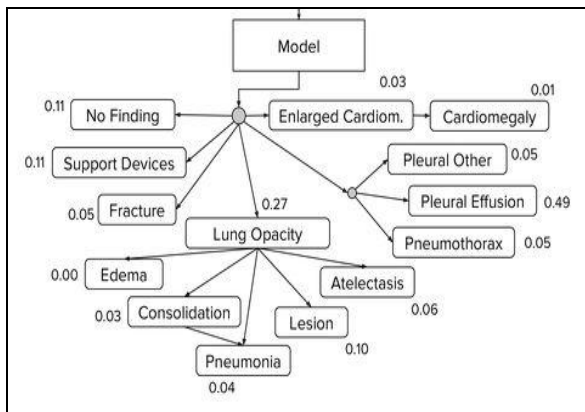 Model
0.03
0.01
0.11
No Finding
Enlarged Cardiom.
Cardiomegaly
0.11
Support Devices
Pleural Other
0.05
0.05
Fracture
0.27
Pleural Effusion
0.49
Lung Opacity
Pneumothorax
0.05
0.00
Edema
Atelectasis
0.06
0.03
Consolidation
Lesion
0.10
Pneumonia
0.04